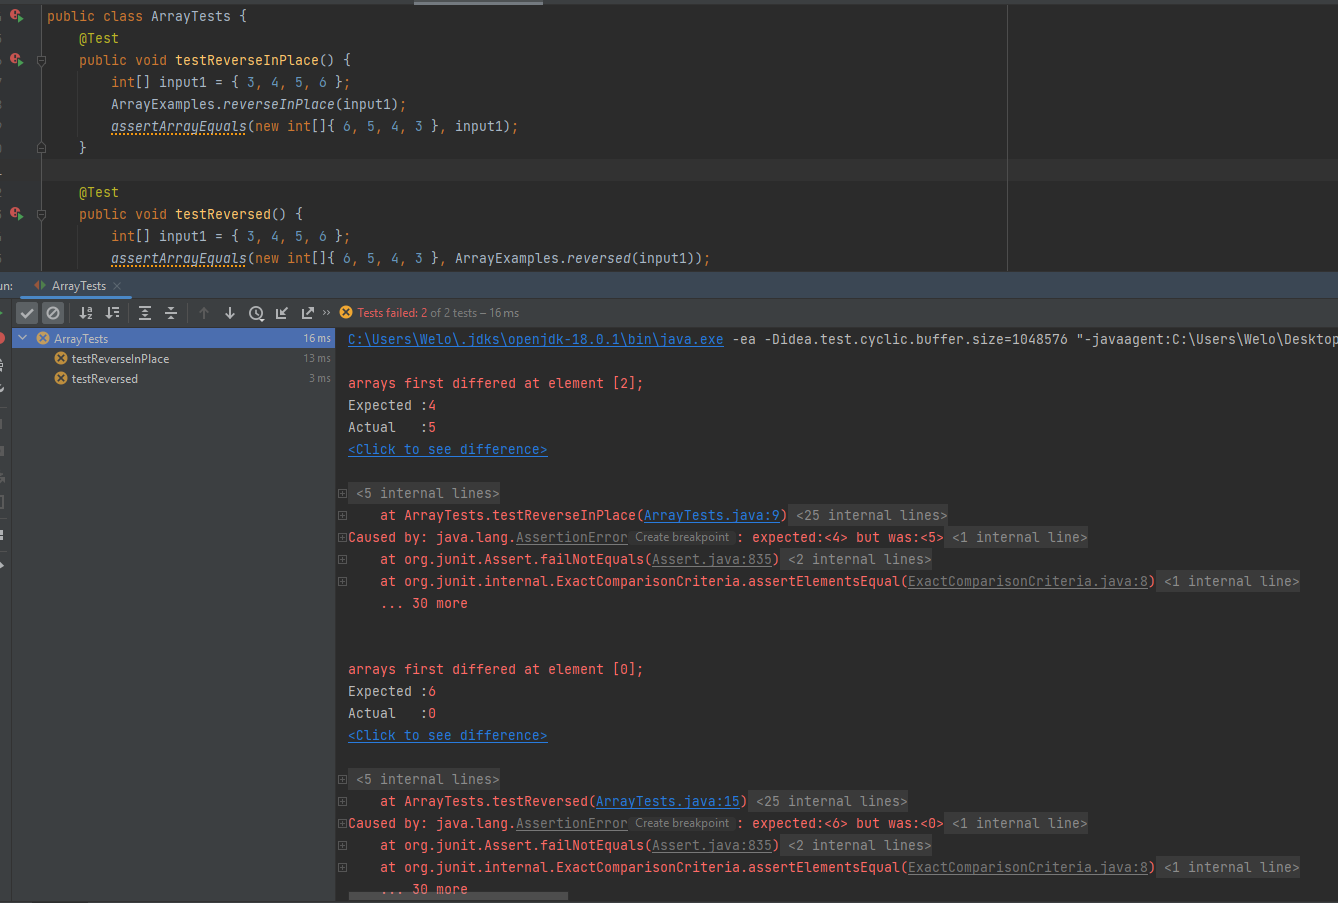 public class ArrayTests {
@Test
public void testReverseInPlace() {
int[] input1 = { 3, 4, 5, 6 };
ArrayExamples.reverseInPlace(input1);
assertArrayEquals(new int[]{ 6, 5, 4, 3 }, input1);
}
@Test
public void testReversed() {
int[] input1 = { 3, 4, 5, 6 };
assertArrayEquals(new int[]{ 6, 5, 4, 3 }, ArrayExamples.reversed(input1));
un: ArrayTests ×
» Tests failed: 2 of 2 tests – 16 ms
ArrayTests 16 ms
testReverseInPlace 13 ms
testReversed 3 ms
C:\Users\Welo\.jdks\openjdk-18.0.1\bin\java.exe -ea -Didea.test.cyclic.buffer.size=1048576 "-javaagent:C:\Users\Welo\Desktop
arrays first differed at element [2];
Expected :4
Actual   :5
<Click to see difference>
<5 internal lines>
at ArrayTests.testReverseInPlace(ArrayTests.java:9) <25 internal lines>
Caused by: java.lang.AssertionError Create breakpoint : expected:<4> but was:<5> <1 internal line>
at org.junit.Assert.failNotEquals(Assert.java:835) <2 internal lines>
at org.junit.internal.ExactComparisonCriteria.assertElementsEqual(ExactComparisonCriteria.java:8) <1 internal line>
... 30 more
arrays first differed at element [0];
Expected :6
Actual   :0
<Click to see difference>
<5 internal lines>
at ArrayTests.testReversed(ArrayTests.java:15) <25 internal lines>
Caused by: java.lang.AssertionError Create breakpoint : expected:<6> but was:<0> <1 internal line>
at org.junit.Assert.failNotEquals(Assert.java:835) <2 internal lines>
at org.junit.internal.ExactComparisonCriteria.assertElementsEqual(ExactComparisonCriteria.java:8) <1 internal line>
... 30 more